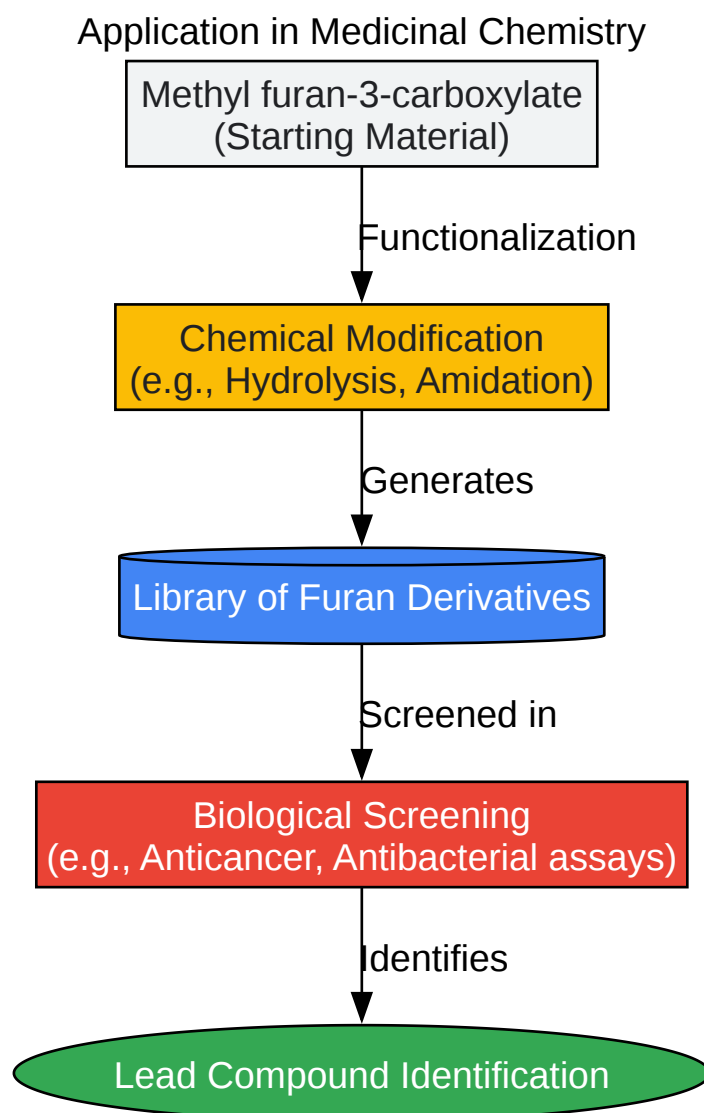 Application in Medicinal Chemistry
Methyl furan-3-carboxylate
(Starting Material)
Functionalization
Chemical Modification
(e.g., Hydrolysis, Amidation)
Generates
Library of Furan Derivatives
Screened in
Biological Screening
(e.g., Anticancer, Antibacterial assays)
Identifies
Lead Compound Identification